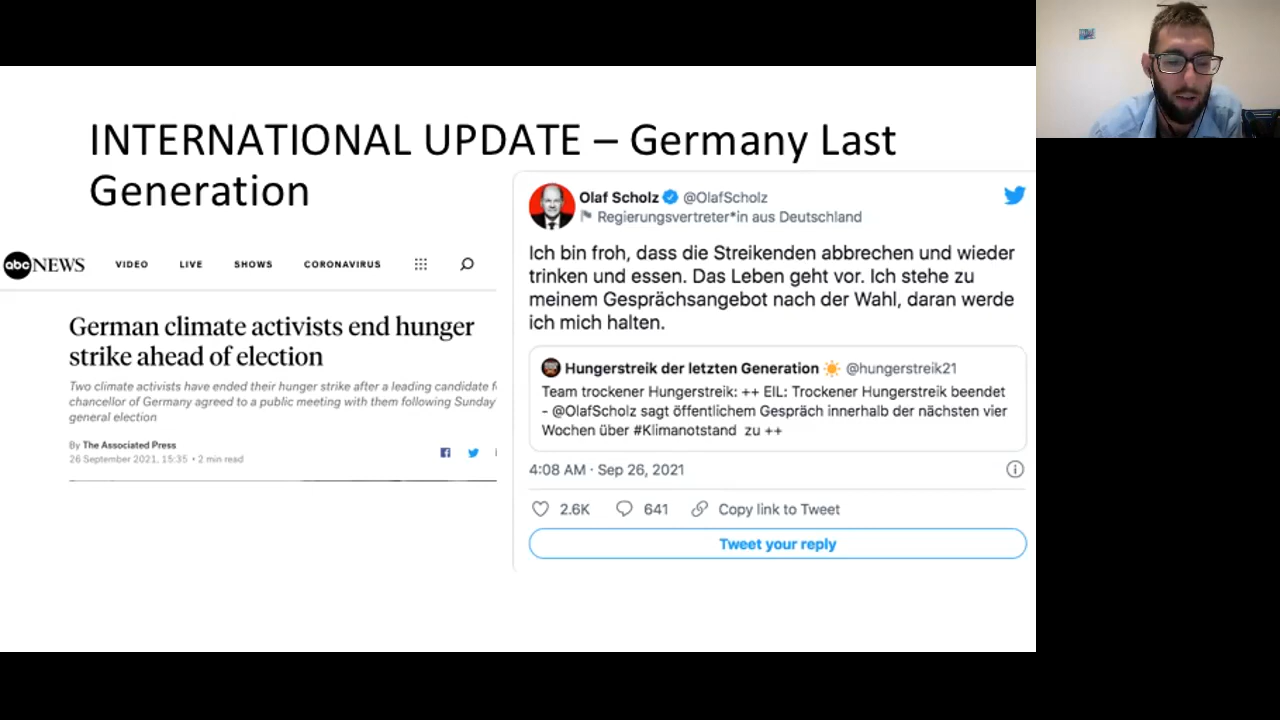 INTERNATIONAL UPDATE – Germany Last
Generation
abc NEWS VIDEO LIVE SHOWS CORONAVIRUS
German climate activists end hunger
strike ahead of election
Two climate activists have ended their hunger strike after a leading candidate f
chancellor of Germany agreed to a public meeting with them following Sunday'
general election
By The Associated Press
26 September 2021, 15:35 • 2 min read
Olaf Scholz @OlafScholz
Regierungsvertreter*in aus Deutschland
Ich bin froh, dass die Streikenden abbrechen und wieder
trinken und essen. Das Leben geht vor. Ich stehe zu
meinem Gesprächsangebot nach der Wahl, daran werde
ich mich halten.
Hungerstreik der letzten Generation ☀️ @hungerstreik21
Team trockener Hungerstreik: ++ EIL: Trockener Hungerstreik beendet
- @OlafScholz sagt öffentlichem Gespräch innerhalb der nächsten vier
Wochen über #Klimanotstand zu ++
4:08 AM · Sep 26, 2021
2.6K 641 Copy link to Tweet
Tweet your reply